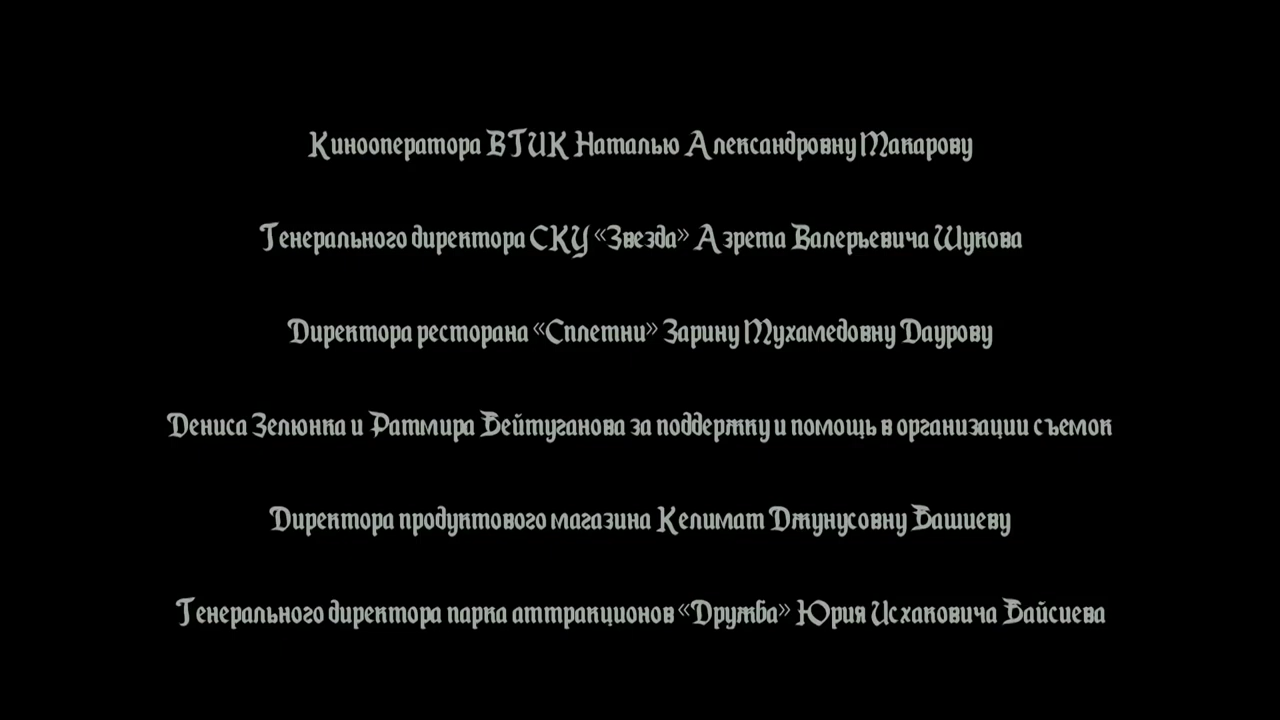 Кинооператора ВТИК Наталью Александровну Макарову
Генерального директора СКУ «Звезда» Азрета Валерьевича Шукова
Директора ресторана «Сплетни» Зарину Мухамедовну Даурову
Дениса Зелюнка и Ратмира Бейтуганова за поддержку и помощь в организации съемок
Директора продуктового магазина Келимат Джунусовну Башиеву
Генерального директора парка аттракционов «Дружба» Юрия Исхаковича Байсиева